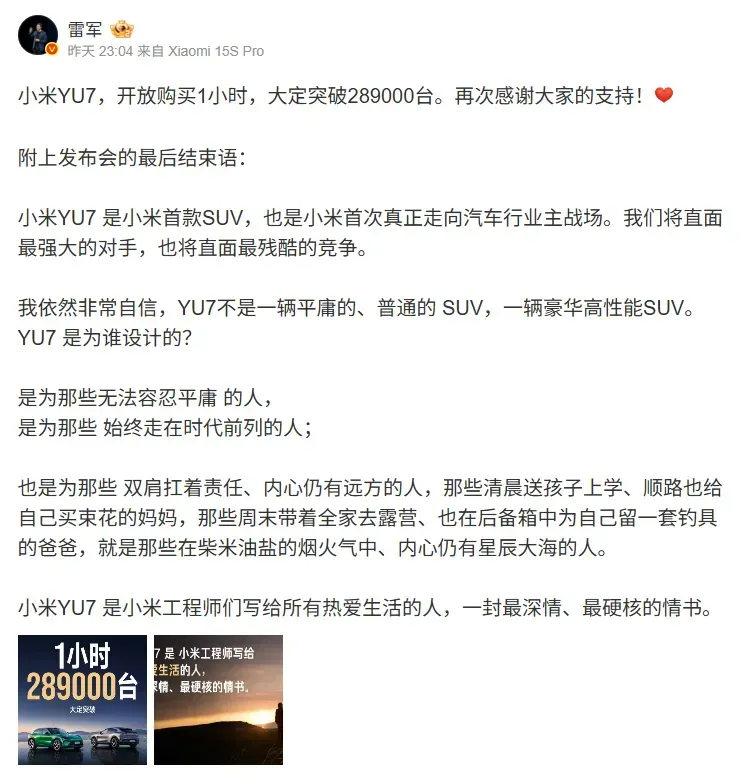 雷军
昨天 23:04 来自 Xiaomi 15S Pro
小米YU7，开放购买1小时，大定突破289000台。再次感谢大家的支持！
附上发布会的最后结束语：
小米YU7 是小米首款SUV，也是小米首次真正走向汽车行业主战场。我们将直面
最强大的对手，也将直面最残酷的竞争。
我依然非常自信，YU7不是一辆平庸的、普通的 SUV，一辆豪华高性能SUV。
YU7 是为谁设计的？
是为那些无法容忍平庸 的人，
是为那些 始终走在时代前列的人；
也是为那些 双肩扛着责任、内心仍有远方的人，那些清晨送孩子上学、顺路也给
自己买束花的妈妈，那些周末带着全家去露营、也在后备箱中为自己留一套钓具
的爸爸，就是那些在柴米油盐的烟火气中、内心仍有星辰大海的人。
小米YU7 是小米工程师们写给所有热爱生活的人，一封最深情、最硬核的情书。
1小时
289000台
大定突破
7 是 小米工程师写给
爱生活的人，
深情、最硬核的情书。